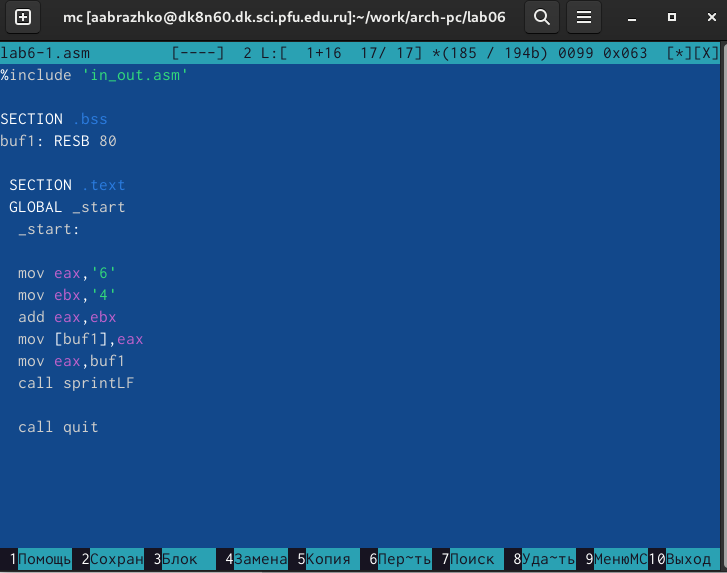 mc [aabrazhko@dk8n60.dk.sci.pfu.edu.ru]:~/work/arch-pc/lab06
lab6-1.asm [----] 2 L:[ 1+16 17/ 17] *(185 / 194b) 0099 0x063 [*][X]
%include 'in_out.asm'
SECTION .bss
buf1: RESB 80
SECTION .text
GLOBAL _start
_start:
mov eax,'6'
mov ebx,'4'
add eax,ebx
mov [buf1],eax
mov eax,buf1
call sprintLF
call quit
1Помощь 2Сохран 3Блок 4Замена 5Копия 6Пер~ть 7Поиск 8Уда~ть 9МенюMC 10Выход